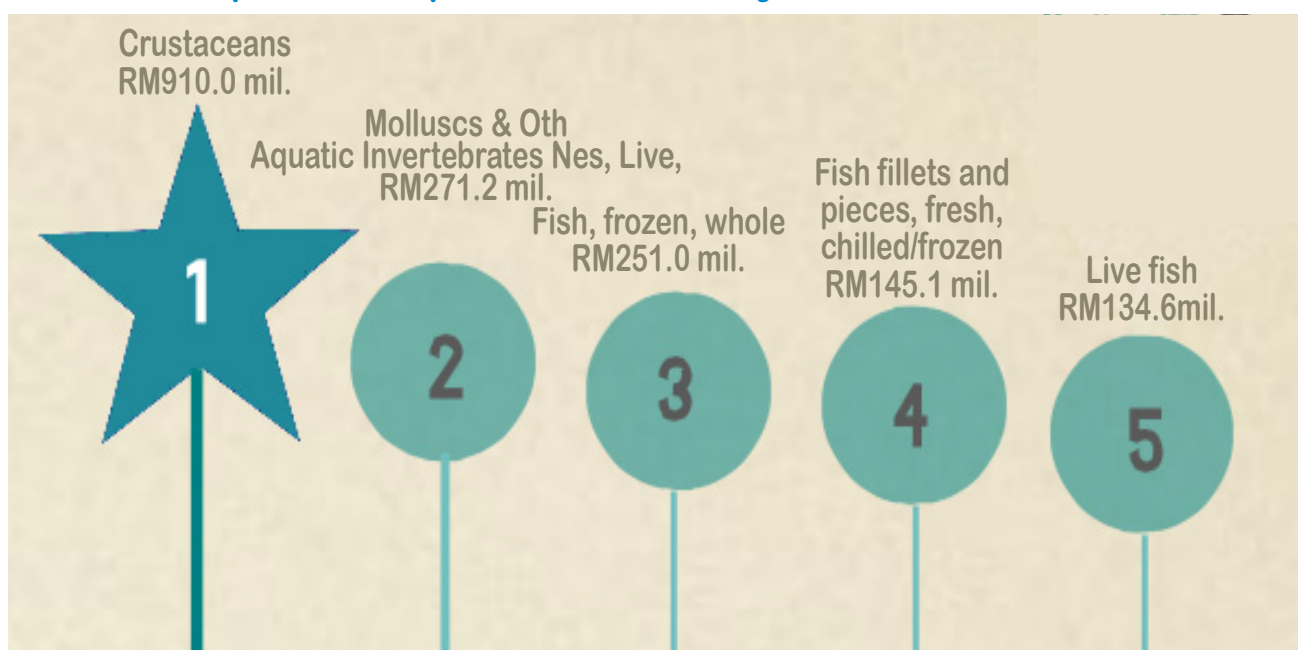 Crustaceans
RM910.0 mil.
1
Molluscs & Oth
Aquatic Invertebrates Nes, Live,
RM271.2 mil.
2
Fish, frozen, whole
RM251.0 mil.
3
Fish fillets and
pieces, fresh,
chilled/frozen
RM145.1 mil.
4
Live fish
RM134.6mil.
5